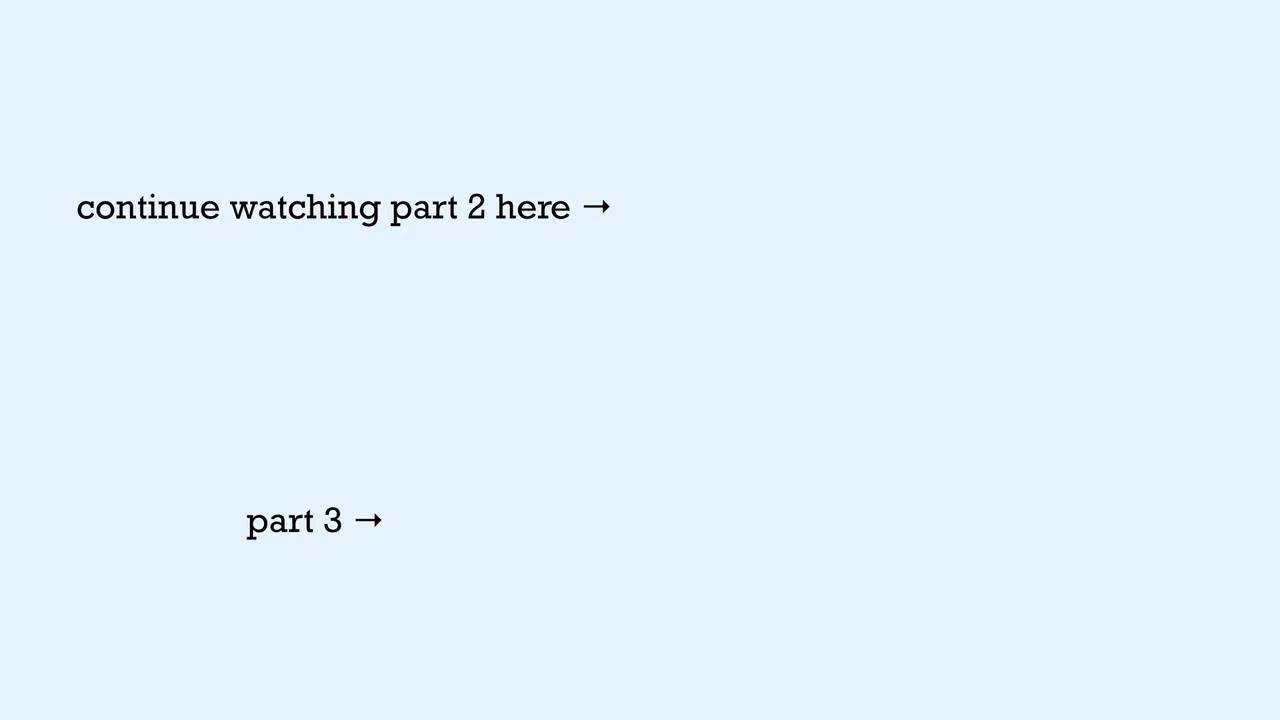 continue watching part 2 here →
part 3 →